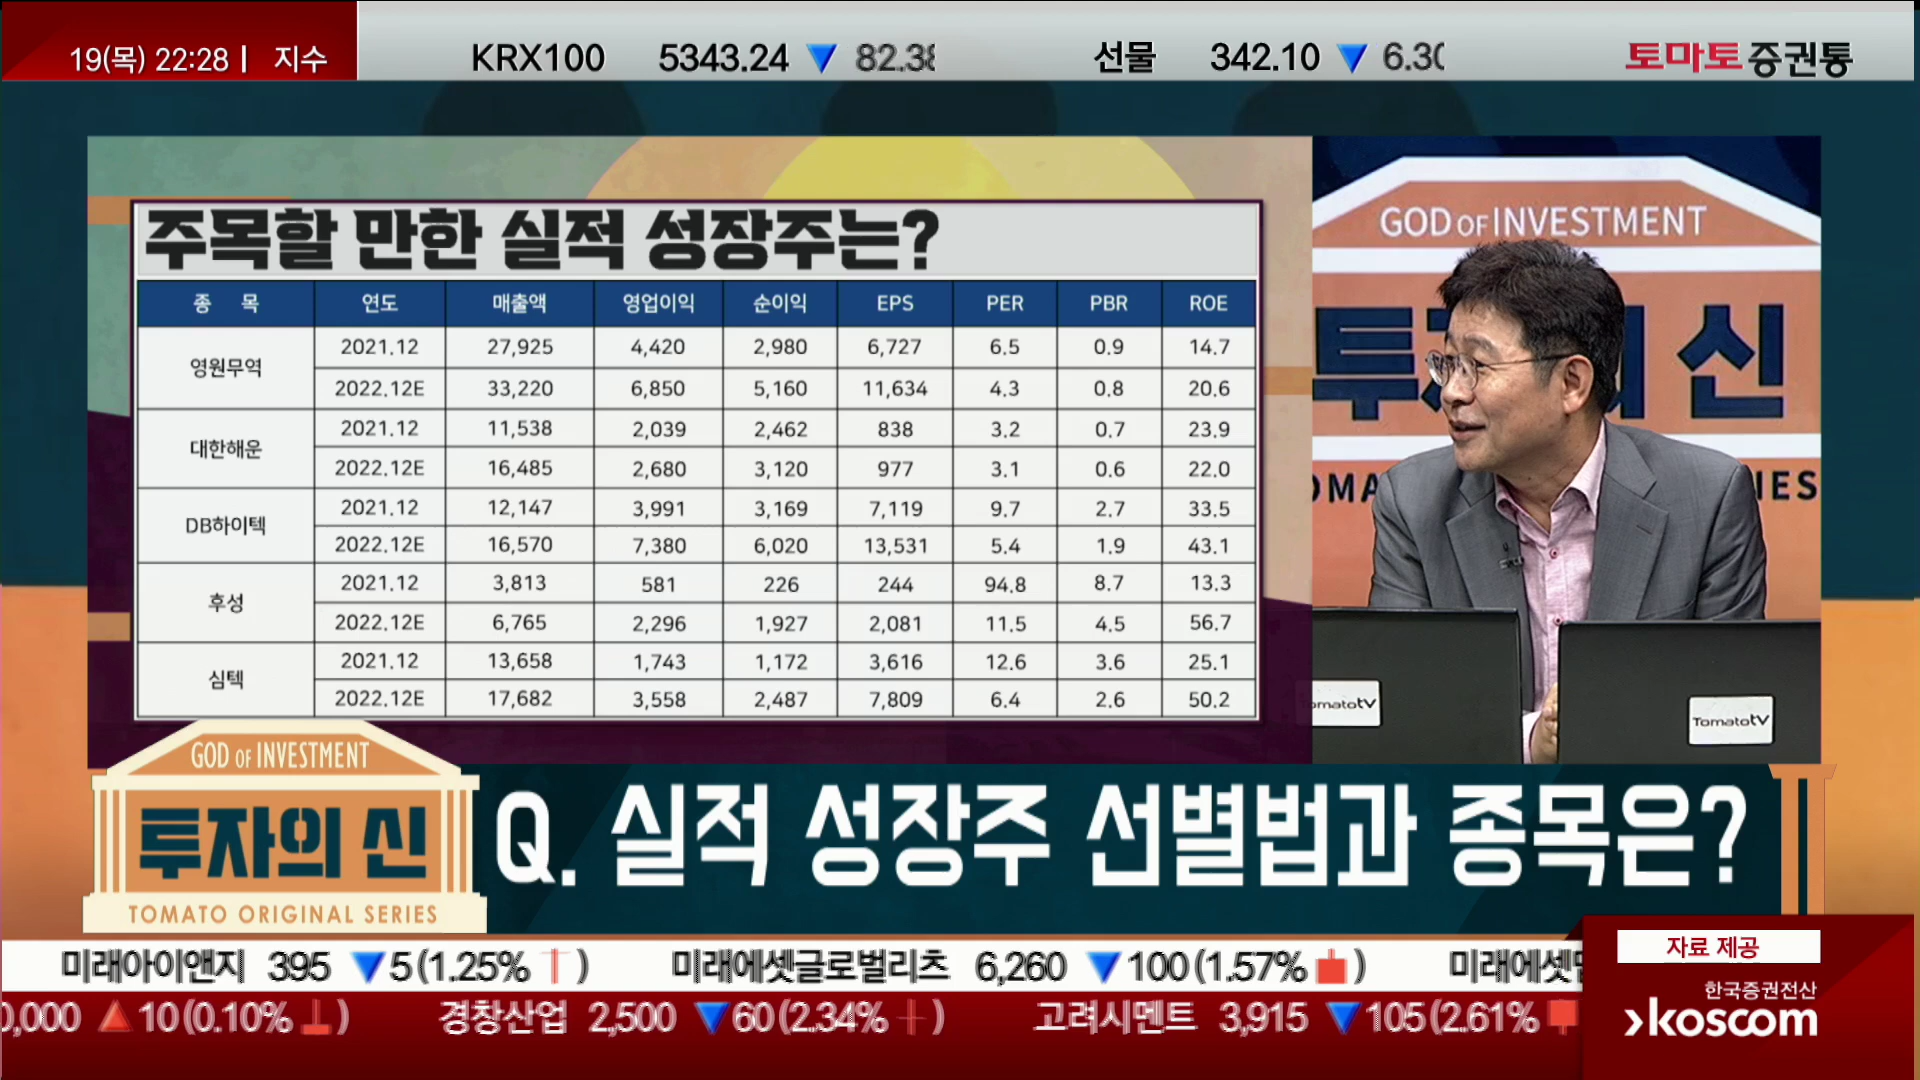 19(목) 22:28 | 지수 KRX100 5343.24 ▼ 82.38 선물 342.10 ▼ 6.30 토마토증권통
주목할 만한 실적 성장주는?
종 목 연도 매출액 영업이익 순이익 EPS PER PBR ROE
영원무역 2021.12 27,925 4,420 2,980 6,727 6.5 0.9 14.7
2022.12E 33,220 6,850 5,160 11,634 4.3 0.8 20.6
대한해운 2021.12 11,538 2,039 2,462 838 3.2 0.7 23.9
2022.12E 16,485 2,680 3,120 977 3.1 0.6 22.0
DB하이텍 2021.12 12,147 3,991 3,169 7,119 9.7 2.7 33.5
2022.12E 16,570 7,380 6,020 13,531 5.4 1.9 43.1
후성 2021.12 3,813 581 226 244 94.8 8.7 13.3
2022.12E 6,765 2,296 1,927 2,081 11.5 4.5 56.7
심텍 2021.12 13,658 1,743 1,172 3,616 12.6 3.6 25.1
2022.12E 17,682 3,558 2,487 7,809 6.4 2.6 50.2
GOD OF INVESTMENT
투 의 신
OMA IES
omatotv
Tomatotv
GOD OF INVESTMENT
투자의 신
TOMATO ORIGINAL SERIES
Q. 실적 성장주 선별법과 종목은?
미래아이앤지 395 ▼5(1.25%) 미래에셋글로벌리츠 6,260 ▼100(1.57%) 미래에셋
0,000 ▲10(0.10%) 경창산업 2,500 ▼60(2.34%) 고려시멘트 3,915 ▼105(2.61%
자료 제공
한국증권전산
koscom